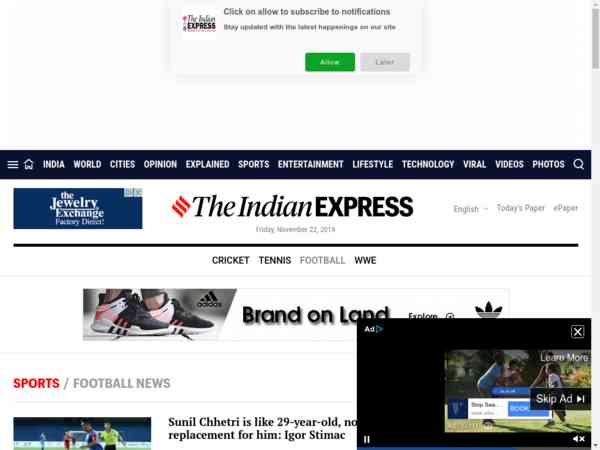 Click on allow to subscribe to notifications
The Indian
EXPRESS
Stay updated with the latest happenings on our site
Allow
Later
INDIA WORLD CITIES OPINION EXPLAINED SPORTS ENTERTAINMENT LIFESTYLE TECHNOLOGY VIRAL VIDEOS PHOTOS
the
Jewelry
Exchange
Factory Direct!
The Indian EXPRESS
Friday, November 22, 2019
English
Today's Paper
ePaper
CRICKET TENNIS FOOTBALL WWE
adidas
Brand on Land
Explore
adidas
Ad
Learn More
Stop Sea...
BOOK
Skip Ad
SPORTS / FOOTBALL NEWS
Sunil Chhetri is like 29-year-old, no
replacement for him: Igor Stimac